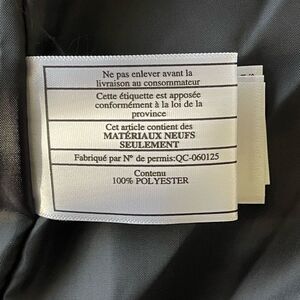 Ne pas enlever avant la
livraison au consommateur
Cette étiquette est apposée
conformément à la loi de la
province
Cet article contient des
MATÉRIAUX NEUFS
SEULEMENT
Fabriqué par Nº de permis:QC-060125
Contenu
100% POLYESTER